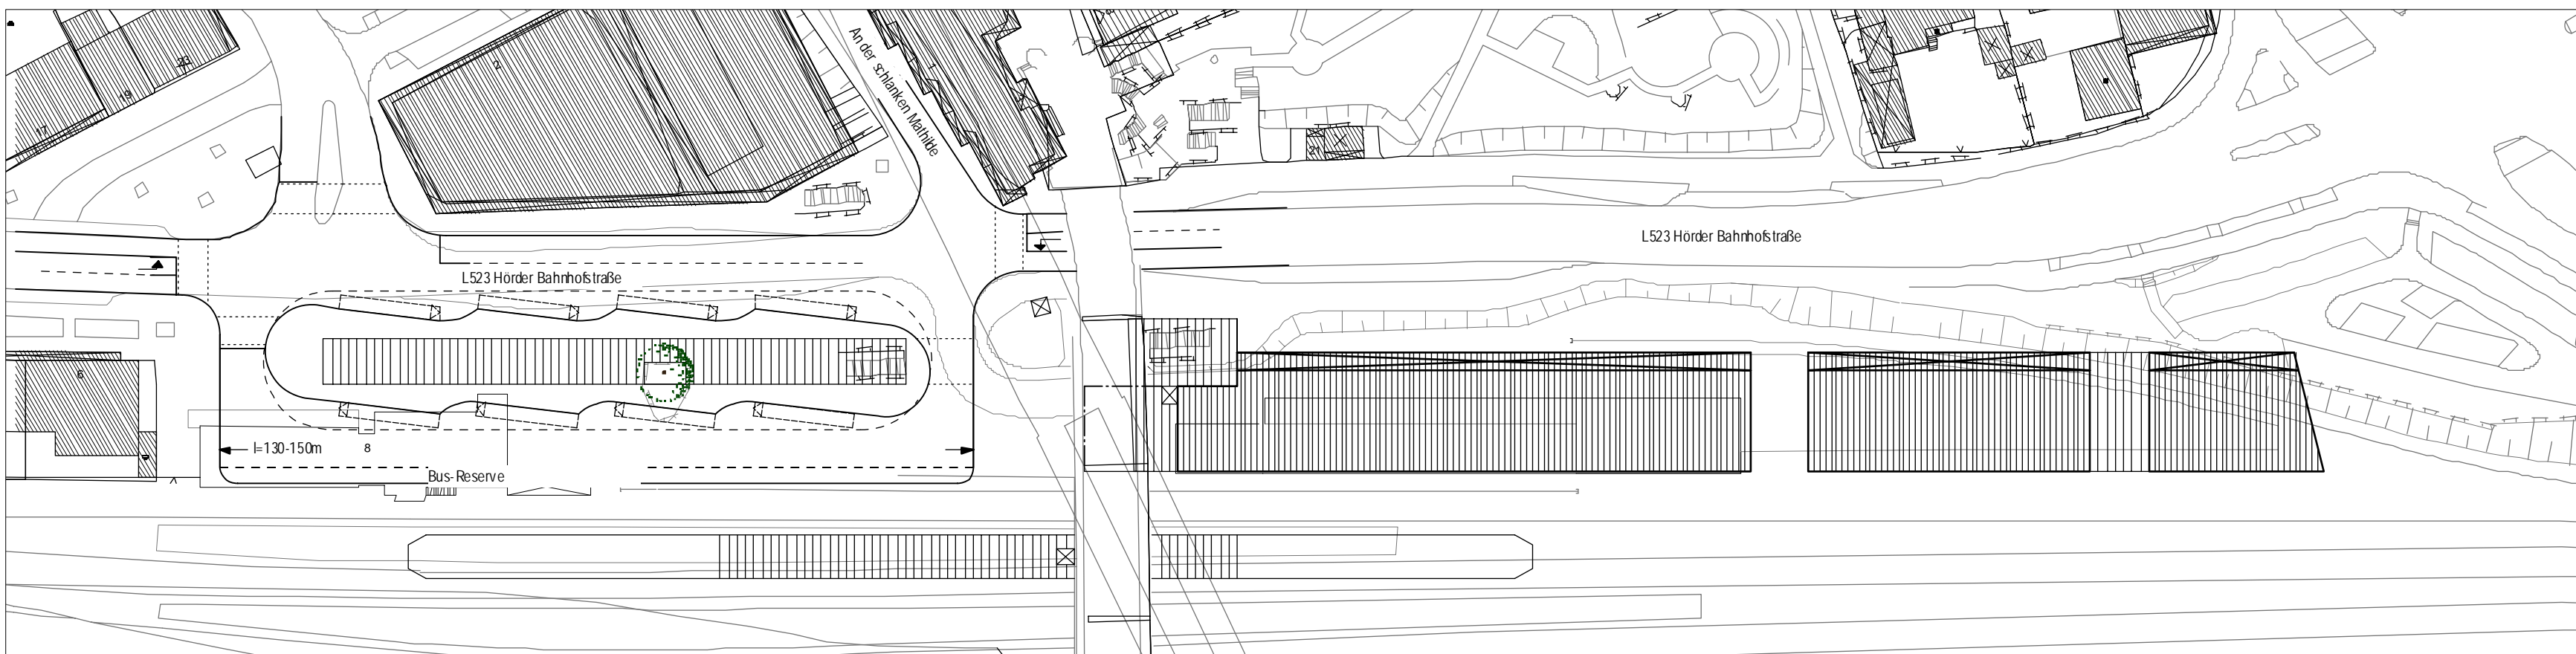 23
19
17
2
An der schlanken Mathilde
21
L523 Hörder Bahnhofstraße
L523 Hörder Bahnhofstraße
6
l=130-150m
8
Bus-Reserve